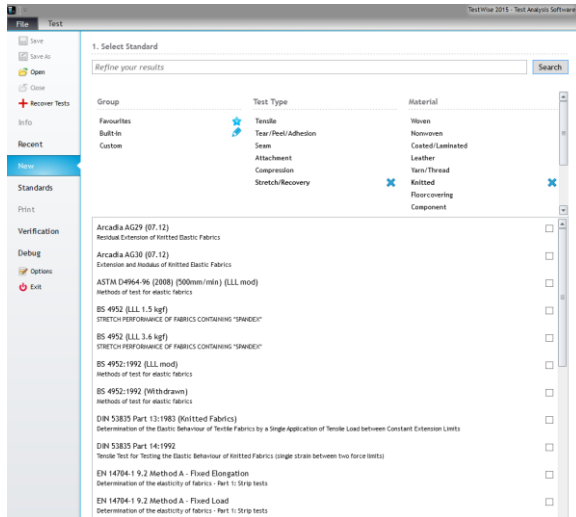 TestWise 2015 - Test Analysis Software
File Test
Save
Save As
Open
Close
Recover Tests
Info
Recent
New
Standards
Print
Verification
Debug
Options
Exit
1. Select Standard
Refine your results
Search
Group
Favourites
Built-in
Custom
Test Type
Tensile
Tear/Peel/Adhesion
Seam
Attachment
Compression
Stretch/Recovery
Material
Woven
Nonwoven
Coated/Laminated
Leather
Yarn/Thread
Knitted
Floorcovering
Component
Arcadia AG29 (07.12)
Residual Extension of Knitted Elastic Fabrics
Arcadia AG30 (07.12)
Extension and Modulus of Knitted Elastic Fabrics
ASTM D4964-96 (2008) (500mm/min) (LLL mod)
Methods of test for elastic fabrics
BS 4952 (LLL 1.5 kgf)
STRETCH PERFORMANCE OF FABRICS CONTAINING "SPANDEX"
BS 4952 (LLL 3.6 kgf)
STRETCH PERFORMANCE OF FABRICS CONTAINING "SPANDEX"
BS 4952:1992 (LLL mod)
Methods of test for elastic fabrics
BS 4952:1992 (Withdrawn)
Methods of test for elastic fabrics
DIN 53835 Part 13:1983 (Knitted Fabrics)
Determination of the Elastic Behaviour of Textile Fabrics by a Single Application of Tensile Load between Constant Extension Limits
DIN 53835 Part 14:1992
Tensile Test for Testing the Elastic Behaviour of Knitted Fabrics (single strain between two force limits)
EN 14704-1 9.2 Method A - Fixed Elongation
Determination of the elasticity of fabrics - Part 1: Strip tests
EN 14704-1 9.2 Method A - Fixed Load
Determination of the elasticity of fabrics - Part 1: Strip tests